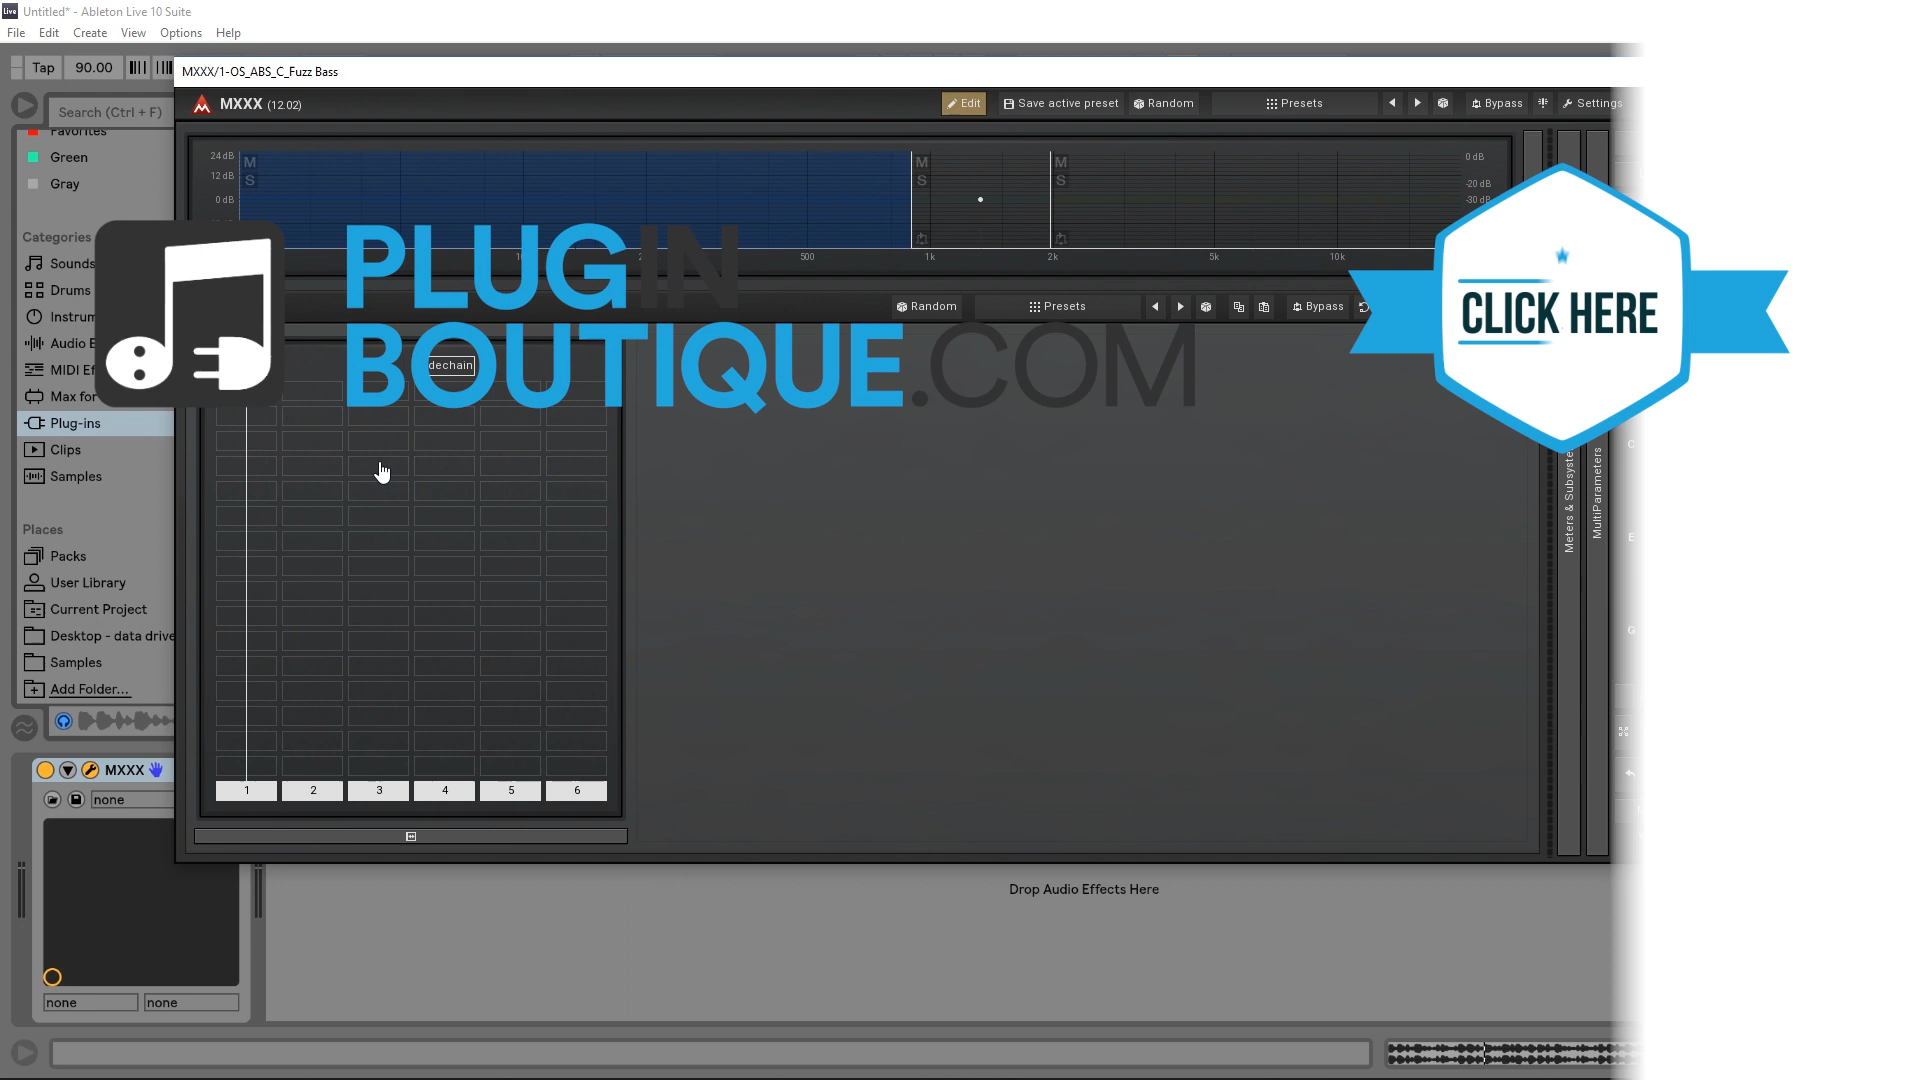 Live Untitled* - Ableton Live 10 Suite
File Edit Create View Options Help
Tap 90.00
MXXX/1-OS_ABS_C_Fuzz Bass
MXXX (12.02)
Edit Save active preset Random Presets Bypass Settings
Search (Ctrl + F)
Favorites
Green
Gray
Categories
Sounds
Drums
Instrum
Audio E
MIDI Ef
Max for
Plug-ins
Clips
Samples
Places
Packs
User Library
Current Project
Desktop - data drive
Samples
Add Folder...
24 dB
12 dB
0 dB
M
S
M
S
M
S
0 dB
-20 dB
-30 dB
500 1k 2k 5k 10k
PLUGIN
BOUTIQUE.COM
CLICK HERE
Random Presets Bypass
dechain
1 2 3 4 5 6
Meters & Subsyste
MultiParameters
C
E
G
MXXX
none
none none
Drop Audio Effects Here